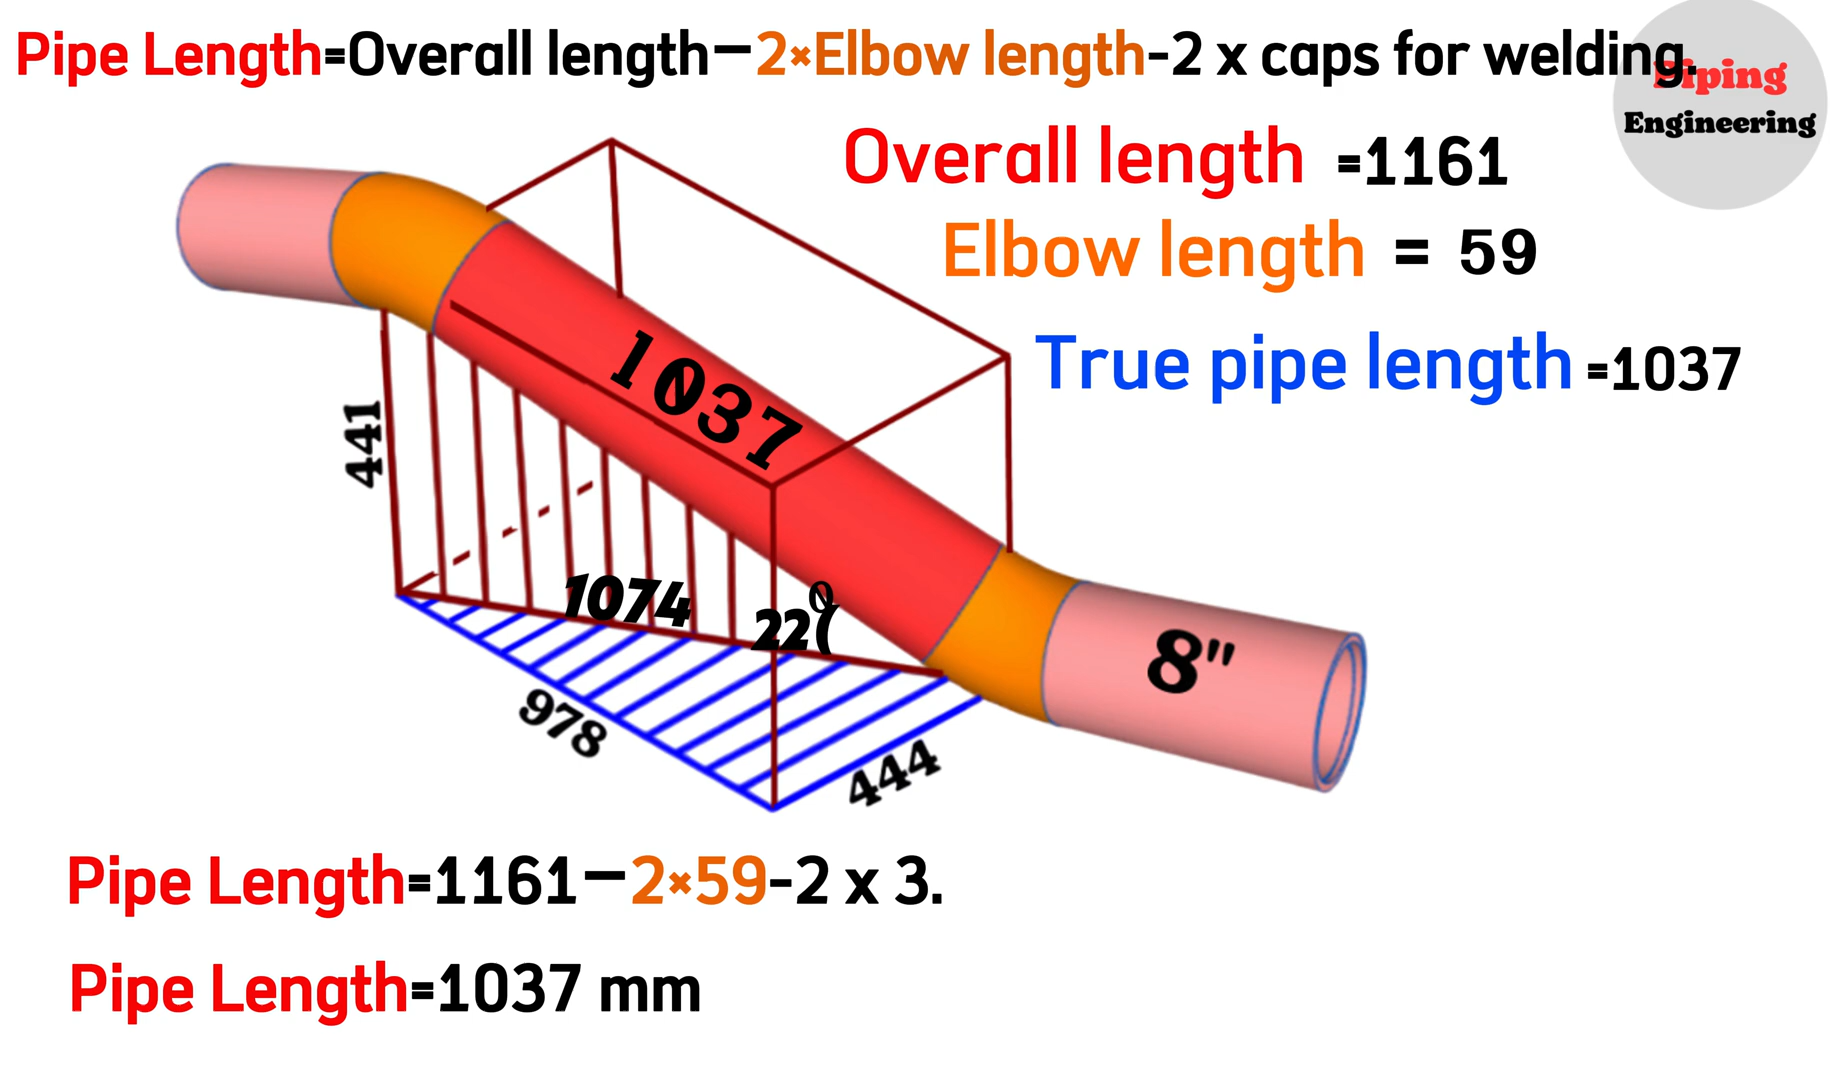 Pipe Length=Overall length−2×Elbow length-2 x caps for welding.
Piping
Engineering
Overall length =1161
Elbow length = 59
True pipe length =1037
1037
441
1074
22(⁰
978
444
8"
Pipe Length=1161−2×59-2 x 3.
Pipe Length=1037 mm